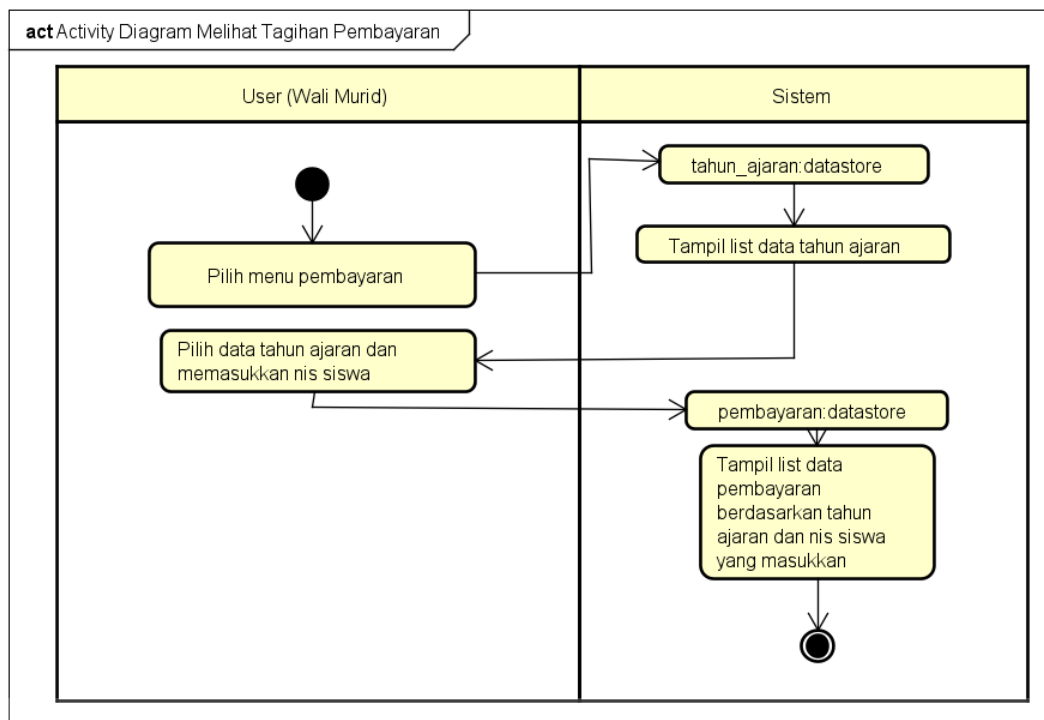 act Activity Diagram Melihat Tagihan Pembayaran
User (Wali Murid)
Sistem
tahun_ajaran:datastore
Pilih menu pembayaran
Tampil list data tahun ajaran
Pilih data tahun ajaran dan
memasukkan nis siswa
pembayaran:datastore
Tampil list data
pembayaran
berdasarkan tahun
ajaran dan nis siswa
yang masukkan